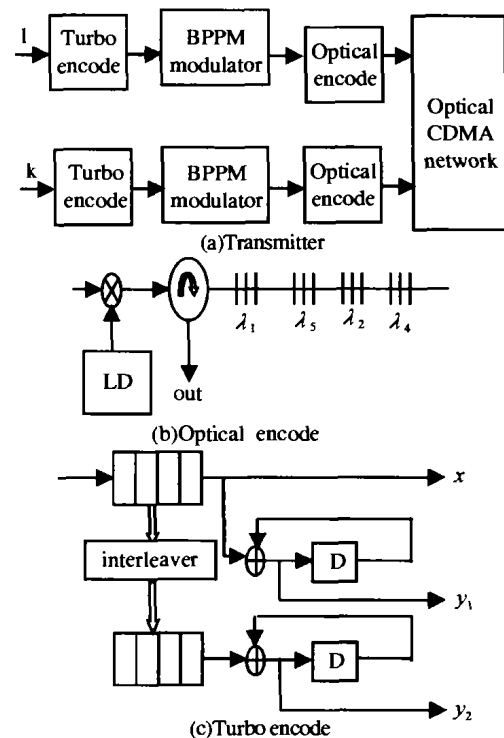 1
Turbo encode
BPPM modulator
Optical encode
Optical CDMA network
k
Turbo encode
BPPM modulator
Optical encode
(a)Transmitter
λ₁ λ₅ λ₂ λ₄
LD
out
(b)Optical encode
x
interleaver
D
y₁
D
y₂
(c)Turbo encode